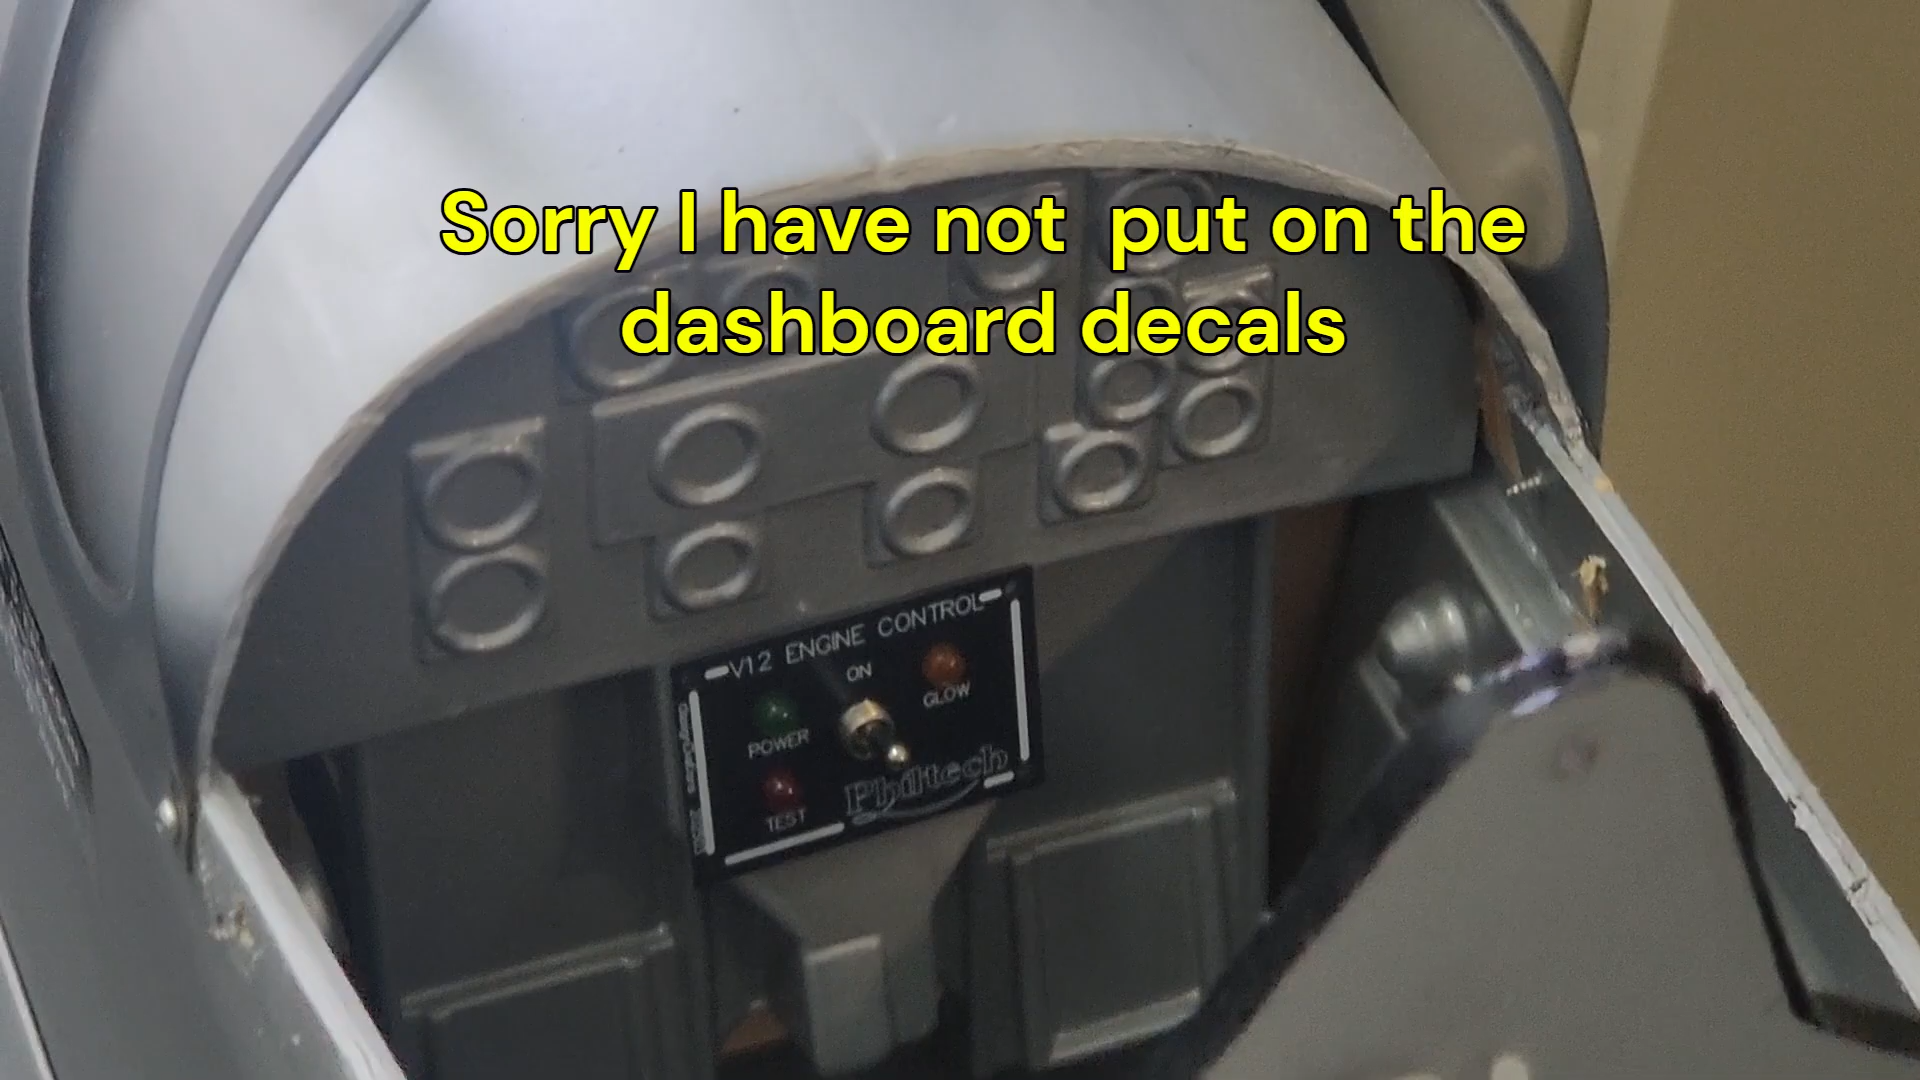 Sorry I have not put on the
dashboard decals
V12 ENGINE CONTROL
ON
GLOW
POWER
TEST
Philtech